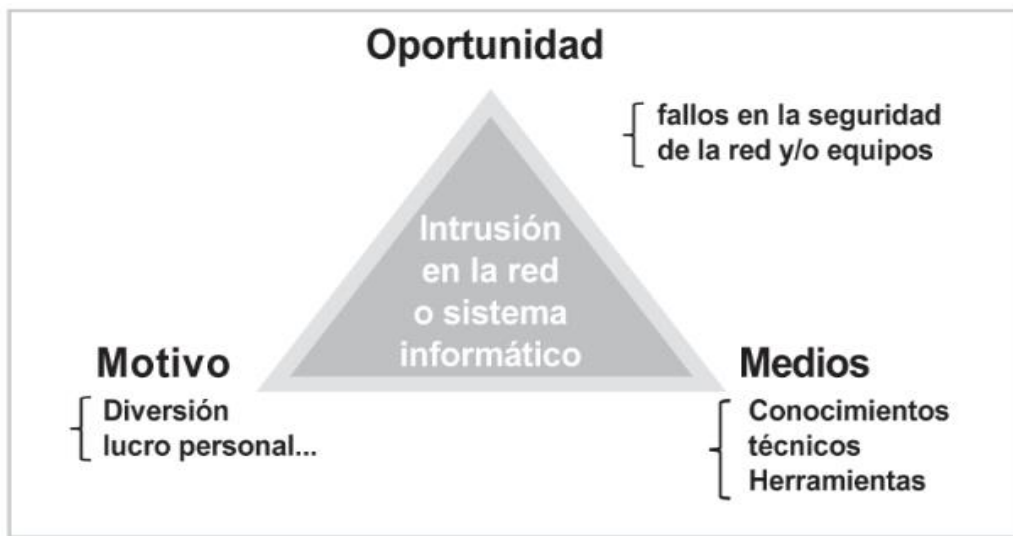 Oportunidad
fallos en la seguridad
de la red y/o equipos
Intrusión
en la red
o sistema
informático
Motivo
Diversión
lucro personal...
Medios
Conocimientos
técnicos
Herramientas